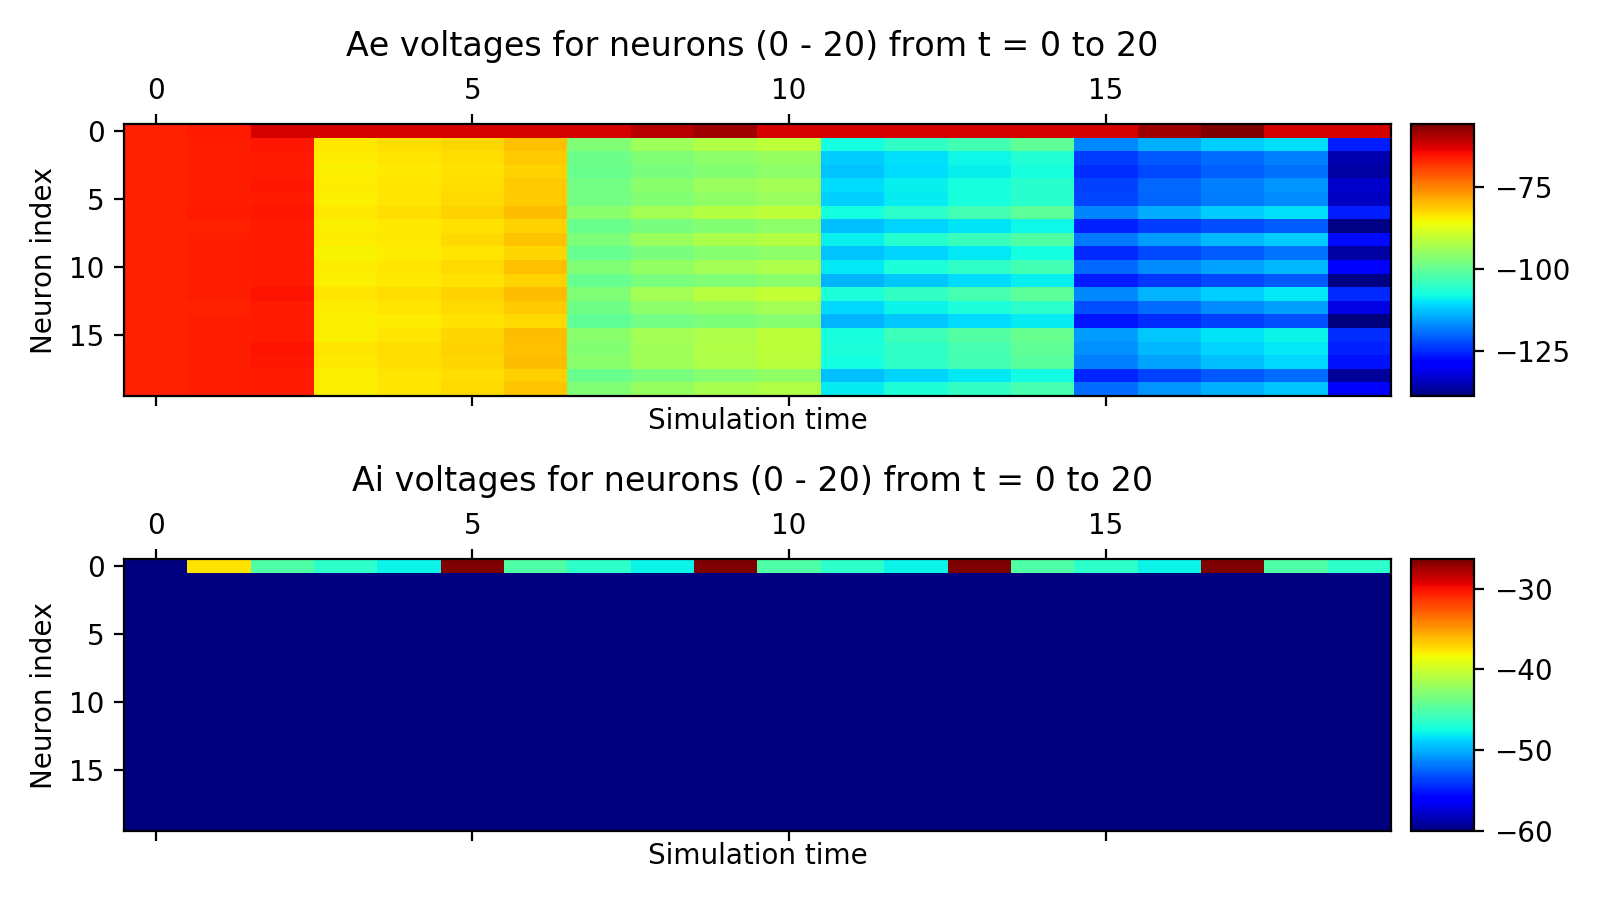 Ae voltages for neurons (0 - 20) from t = 0 to 20
0 5 10 15
Neuron index
0
5
10
15
−75
−100
−125
Simulation time
Ai voltages for neurons (0 - 20) from t = 0 to 20
0 5 10 15
Neuron index
0
5
10
15
−30
−40
−50
−60
Simulation time